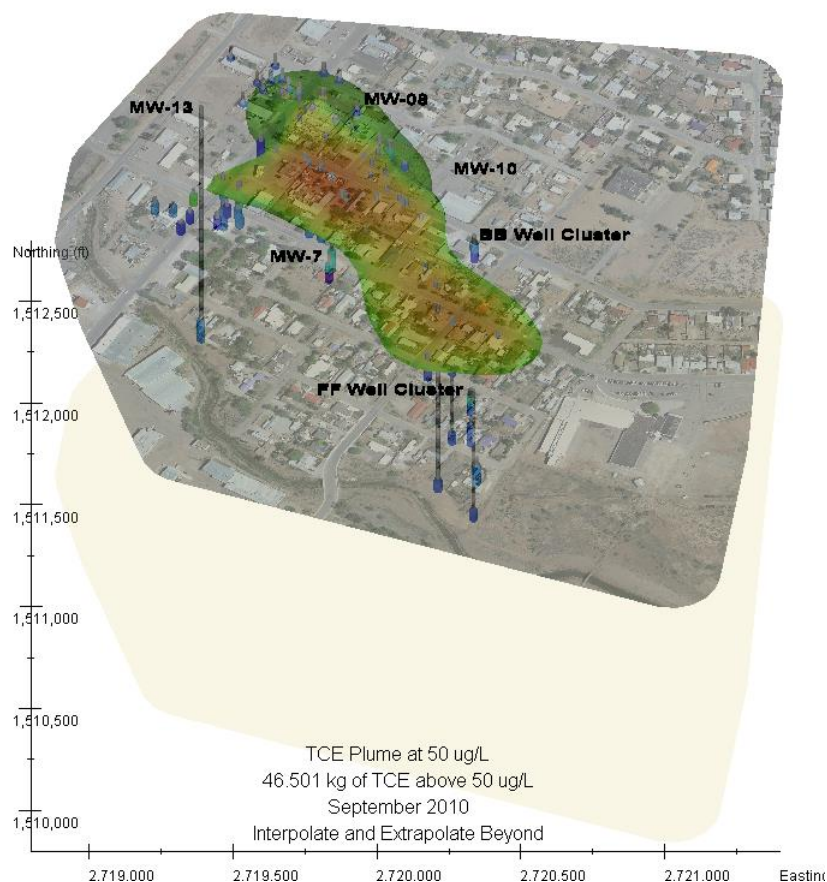 MW-13
MW-08
MW-10
BB Well Cluster
Northing (ft)
MW-7
1,512,500
FF Well Cluster
1,512,000
1,511,500
1,511,000
1,510,500
TCE Plume at 50 ug/L
46.501 kg of TCE above 50 ug/L
September 2010
1,510,000
Interpolate and Extrapolate Beyond
2,719,000 2,719,500 2,720,000 2,720,500 2,721,000 Easting